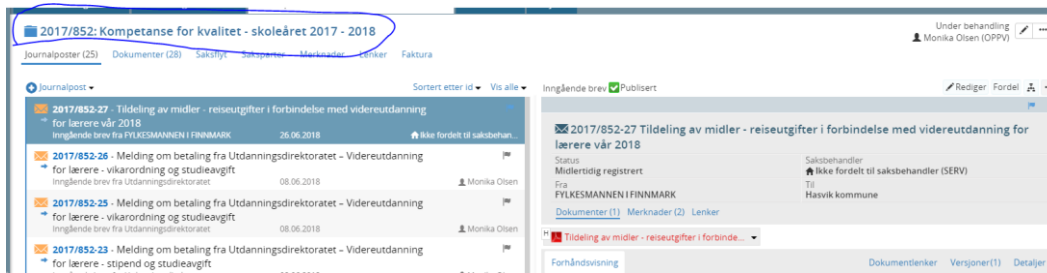 2017/852: Kompetanse for kvalitet - skoleåret 2017 - 2018
Under behandling
Monika Olsen (OPPV)
Journalposter (25) Dokumenter (28) Saksflyt Saksparter Merknader Lenker Faktura
Journalpost
Sortert etter id Vis alle
2017/852-27 - Tildeling av midler - reiseutgifter i forbindelse med videreutdanning
for lærere vår 2018
Inngående brev fra FYLKESMANNEN I FINNMARK 26.06.2018 Ikke fordelt til saksbehan...
2017/852-26 - Melding om betaling fra Utdanningsdirektoratet – Videreutdanning
for lærere - vikarordning og studieavgift
Inngående brev fra Utdanningsdirektoratet 08.06.2018 Monika Olsen
2017/852-25 - Melding om betaling fra Utdanningsdirektoratet – Videreutdanning
for lærere - vikarordning og studieavgift
Inngående brev fra Utdanningsdirektoratet 08.06.2018 Monika Olsen
2017/852-23 - Melding om betaling fra Utdanningsdirektoratet – Videreutdanning
for lærere - stipend og studieavgift
Inngående brev Publisert
Rediger Fordel
2017/852-27 Tildeling av midler - reiseutgifter i forbindelse med videreutdanning for
lærere vår 2018
Status Saksbehandler
Midlertidig registrert Ikke fordelt til saksbehandler (SERV)
Fra Til
FYLKESMANNEN I FINNMARK Hasvik kommune
Dokumenter (1) Merknader (2) Lenker
H Tildeling av midler - reiseutgifter i forbinde...
Forhåndsvisning Dokumentlenker Versjoner(1) Detaljer